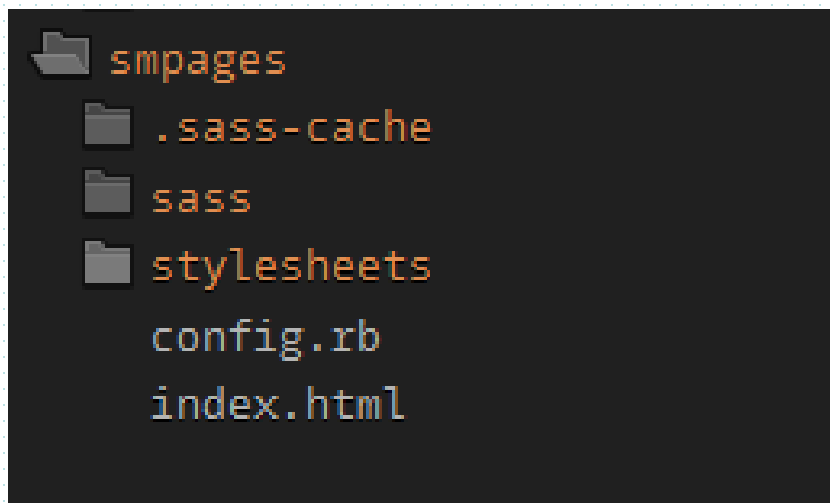 smpages
.sass-cache
sass
stylesheets
config.rb
index.html